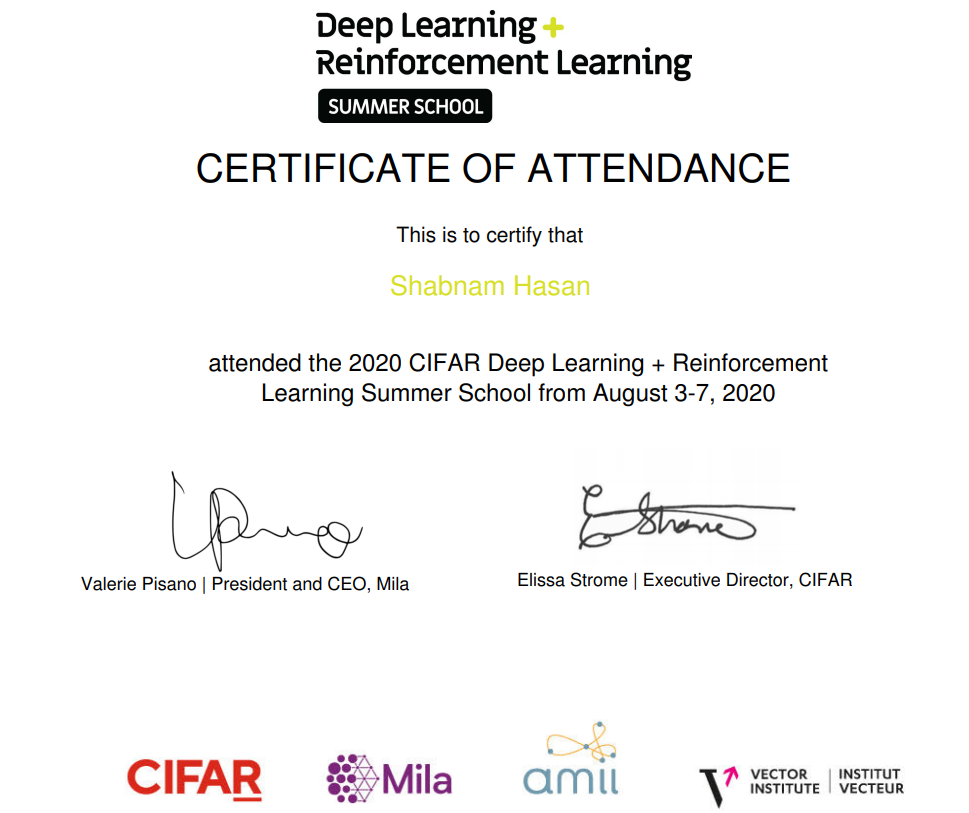 Deep Learning +
Reinforcement Learning
SUMMER SCHOOL
CERTIFICATE OF ATTENDANCE
This is to certify that
Shabnam Hasan
attended the 2020 CIFAR Deep Learning + Reinforcement
Learning Summer School from August 3-7, 2020
Valerie Pisano | President and CEO, Mila
Elissa Strome | Executive Director, CIFAR
CIFAR
Mila
amii
VECTOR INSTITUTE | INSTITUT VECTEUR